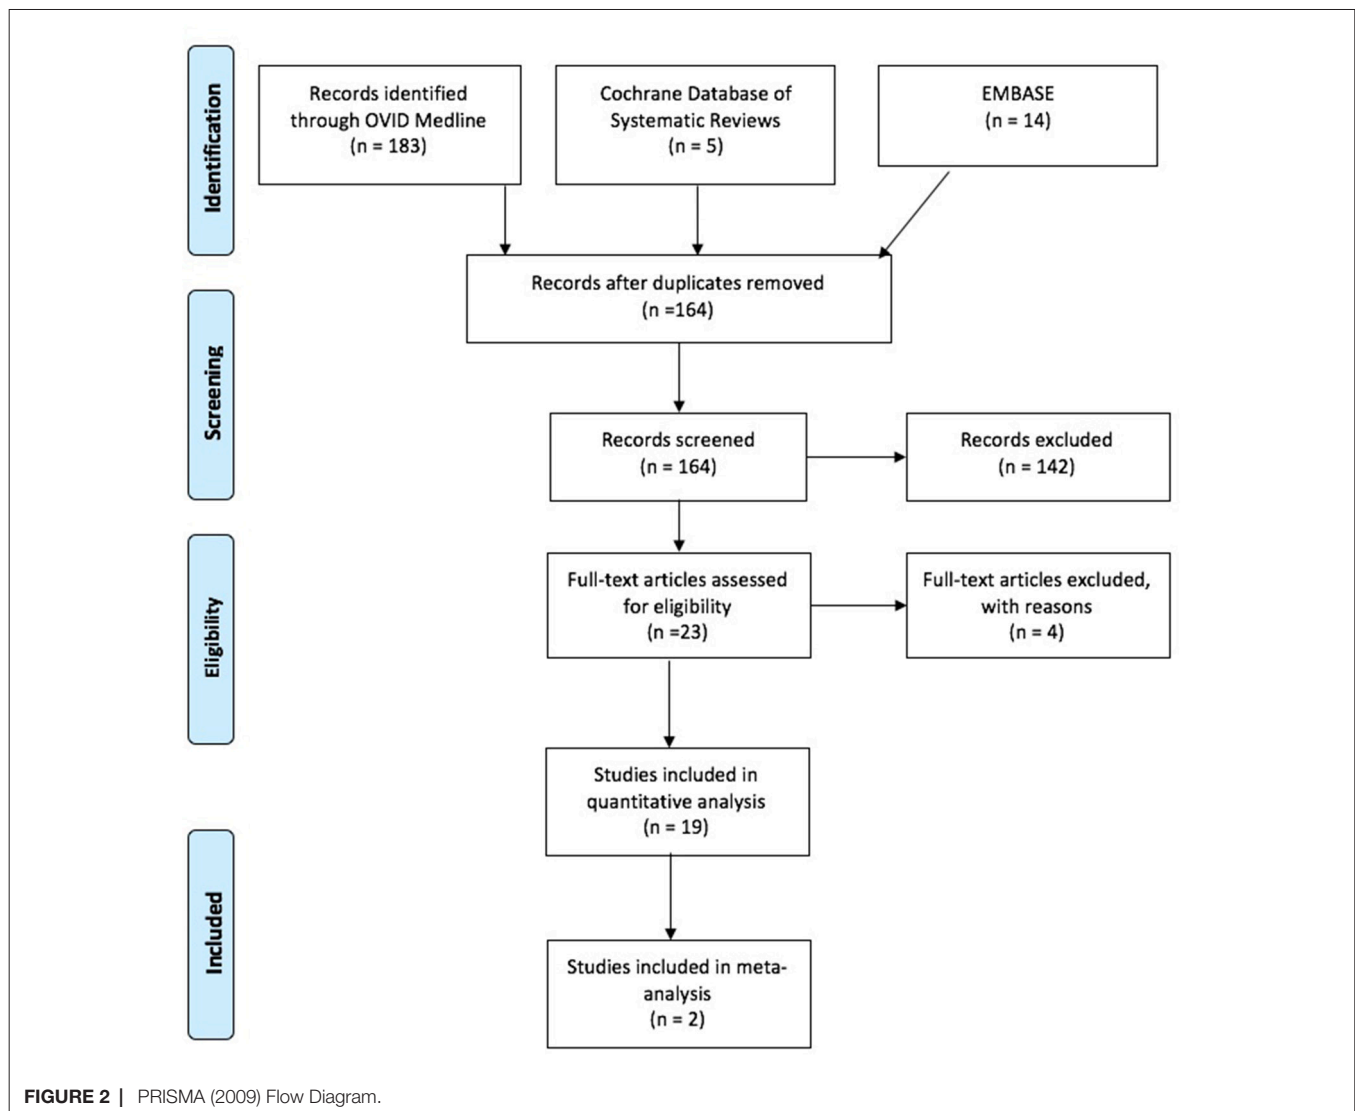 Identification
Records identified
through OVID Medline
(n = 183)
Cochrane Database of
Systematic Reviews
(n = 5)
EMBASE
(n = 14)
Records after duplicates removed
(n =164)
Screening
Records screened
(n = 164)
Records excluded
(n = 142)
Eligibility
Full-text articles assessed
for eligibility
(n =23)
Full-text articles excluded,
with reasons
(n = 4)
Studies included in
quantitative analysis
(n = 19)
Included
Studies included in meta-
analysis
(n = 2)
FIGURE 2 | PRISMA (2009) Flow Diagram.